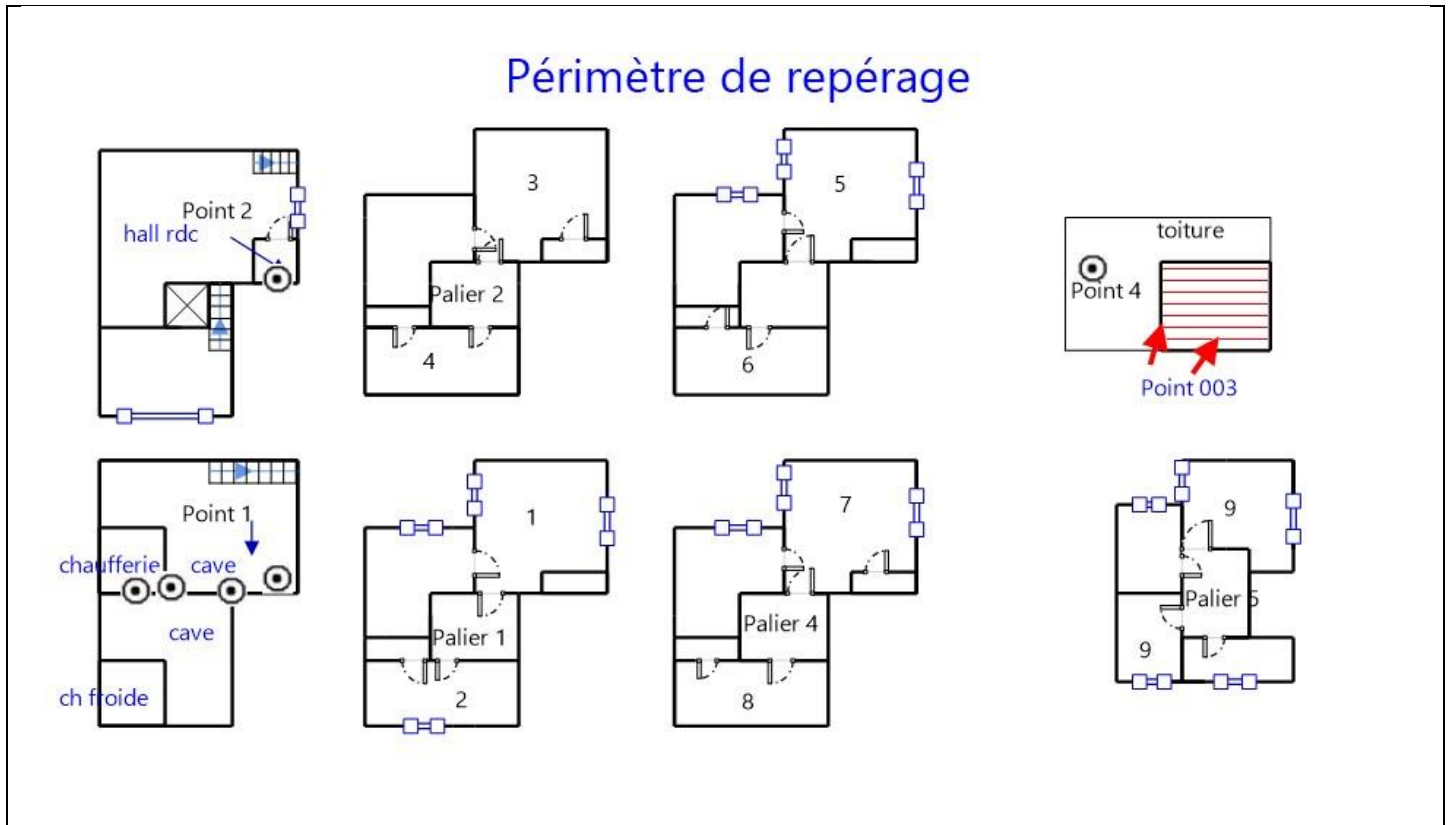 Périmètre de repérage
Point 2
hall rdc
3
Palier 2
4
5
6
toiture
Point 4
Point 003
Point 1
chaufferie
cave
cave
ch froide
1
Palier 1
2
7
Palier 4
8
9
Palier 5
9